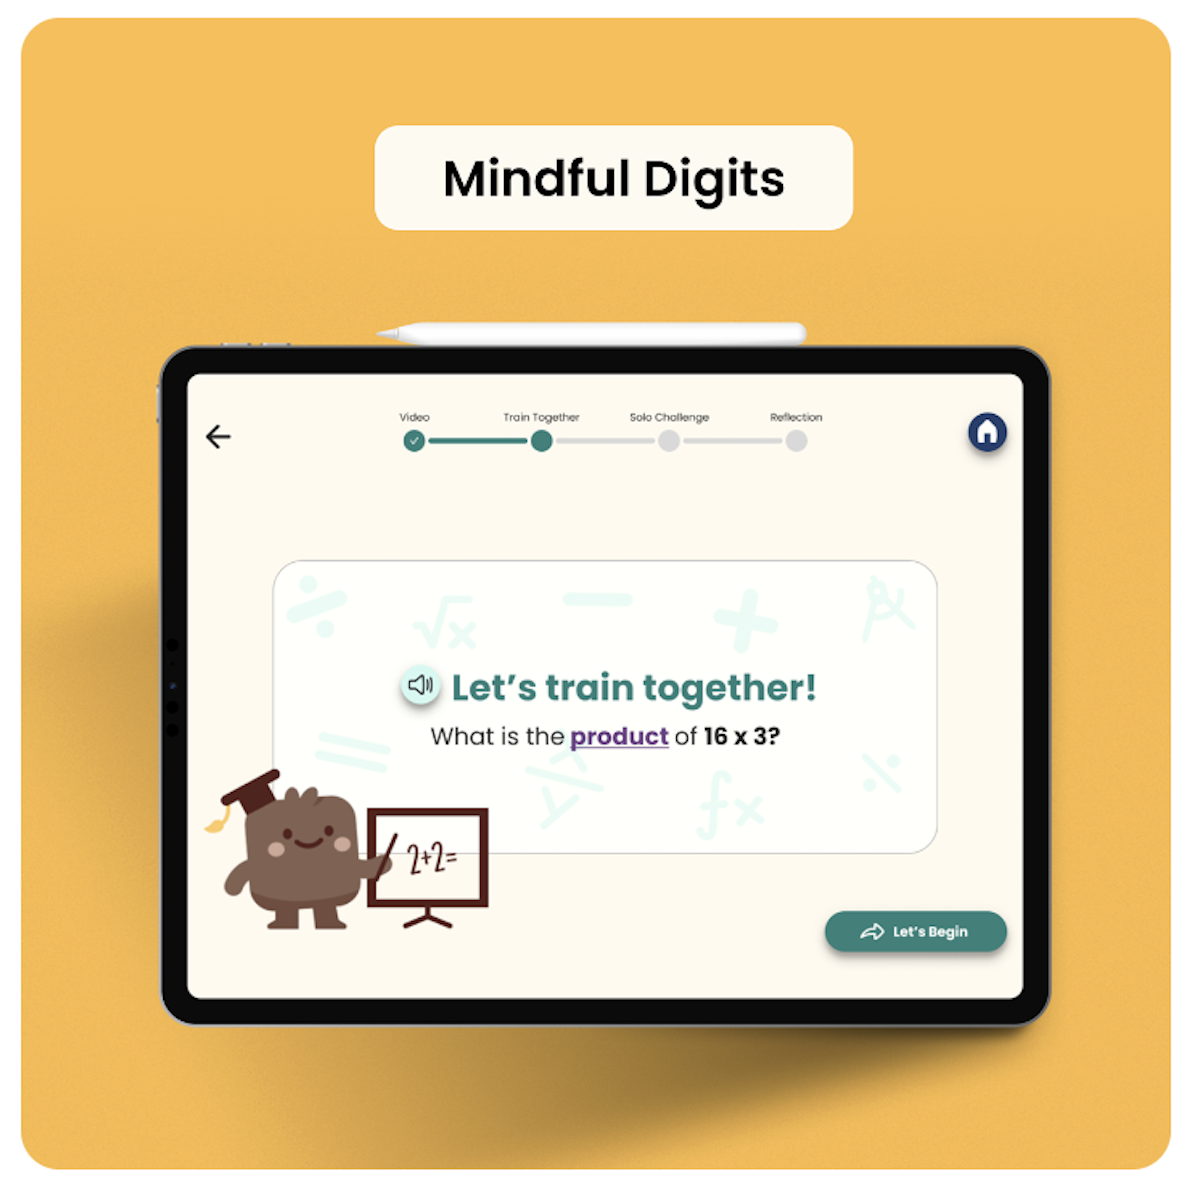 Mindful Digits
Video
Train Together
Solo Challenge
Reflection
Let's train together!
What is the product of 16 x 3?
2+2=
Let's Begin